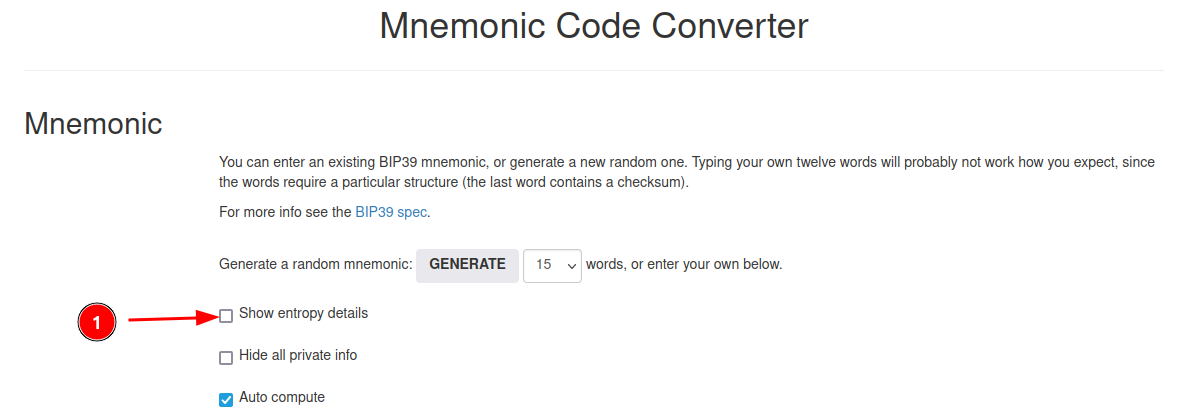 Mnemonic Code Converter
Mnemonic
You can enter an existing BIP39 mnemonic, or generate a new random one. Typing your own twelve words will probably not work how you expect, since
the words require a particular structure (the last word contains a checksum).
For more info see the BIP39 spec.
Generate a random mnemonic: GENERATE 15 words, or enter your own below.
1 Show entropy details
Hide all private info
Auto compute